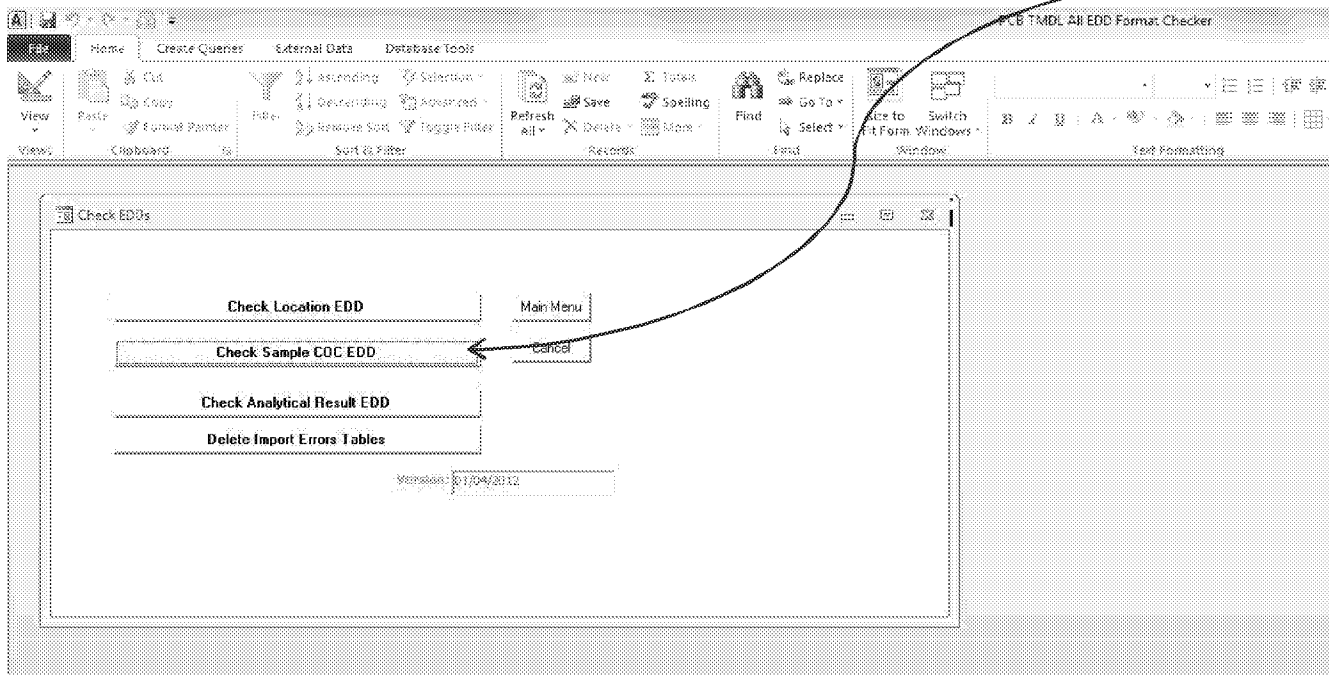 A
PCB TMDL All EDD Format Checker
File Home Create Queries External Data Database Tools
View
Paste
Cut
Copy
Format Painter
Filter
Ascending
Descending
Remove Sort
Selection
Advanced
Toggle Filter
Refresh
All
New
Save
Delete
Totals
Spelling
More
Find
Replace
Go To
Select
Size to
Fit Form
Switch
Windows
B I U A
Views Clipboard Sort & Filter Records Find Window Text Formatting
Check EDDs
Check Location EDD
Main Menu
Check Sample COC EDD
Cancel
Check Analytical Result EDD
Delete Import Errors Tables
Version: 01/04/2012